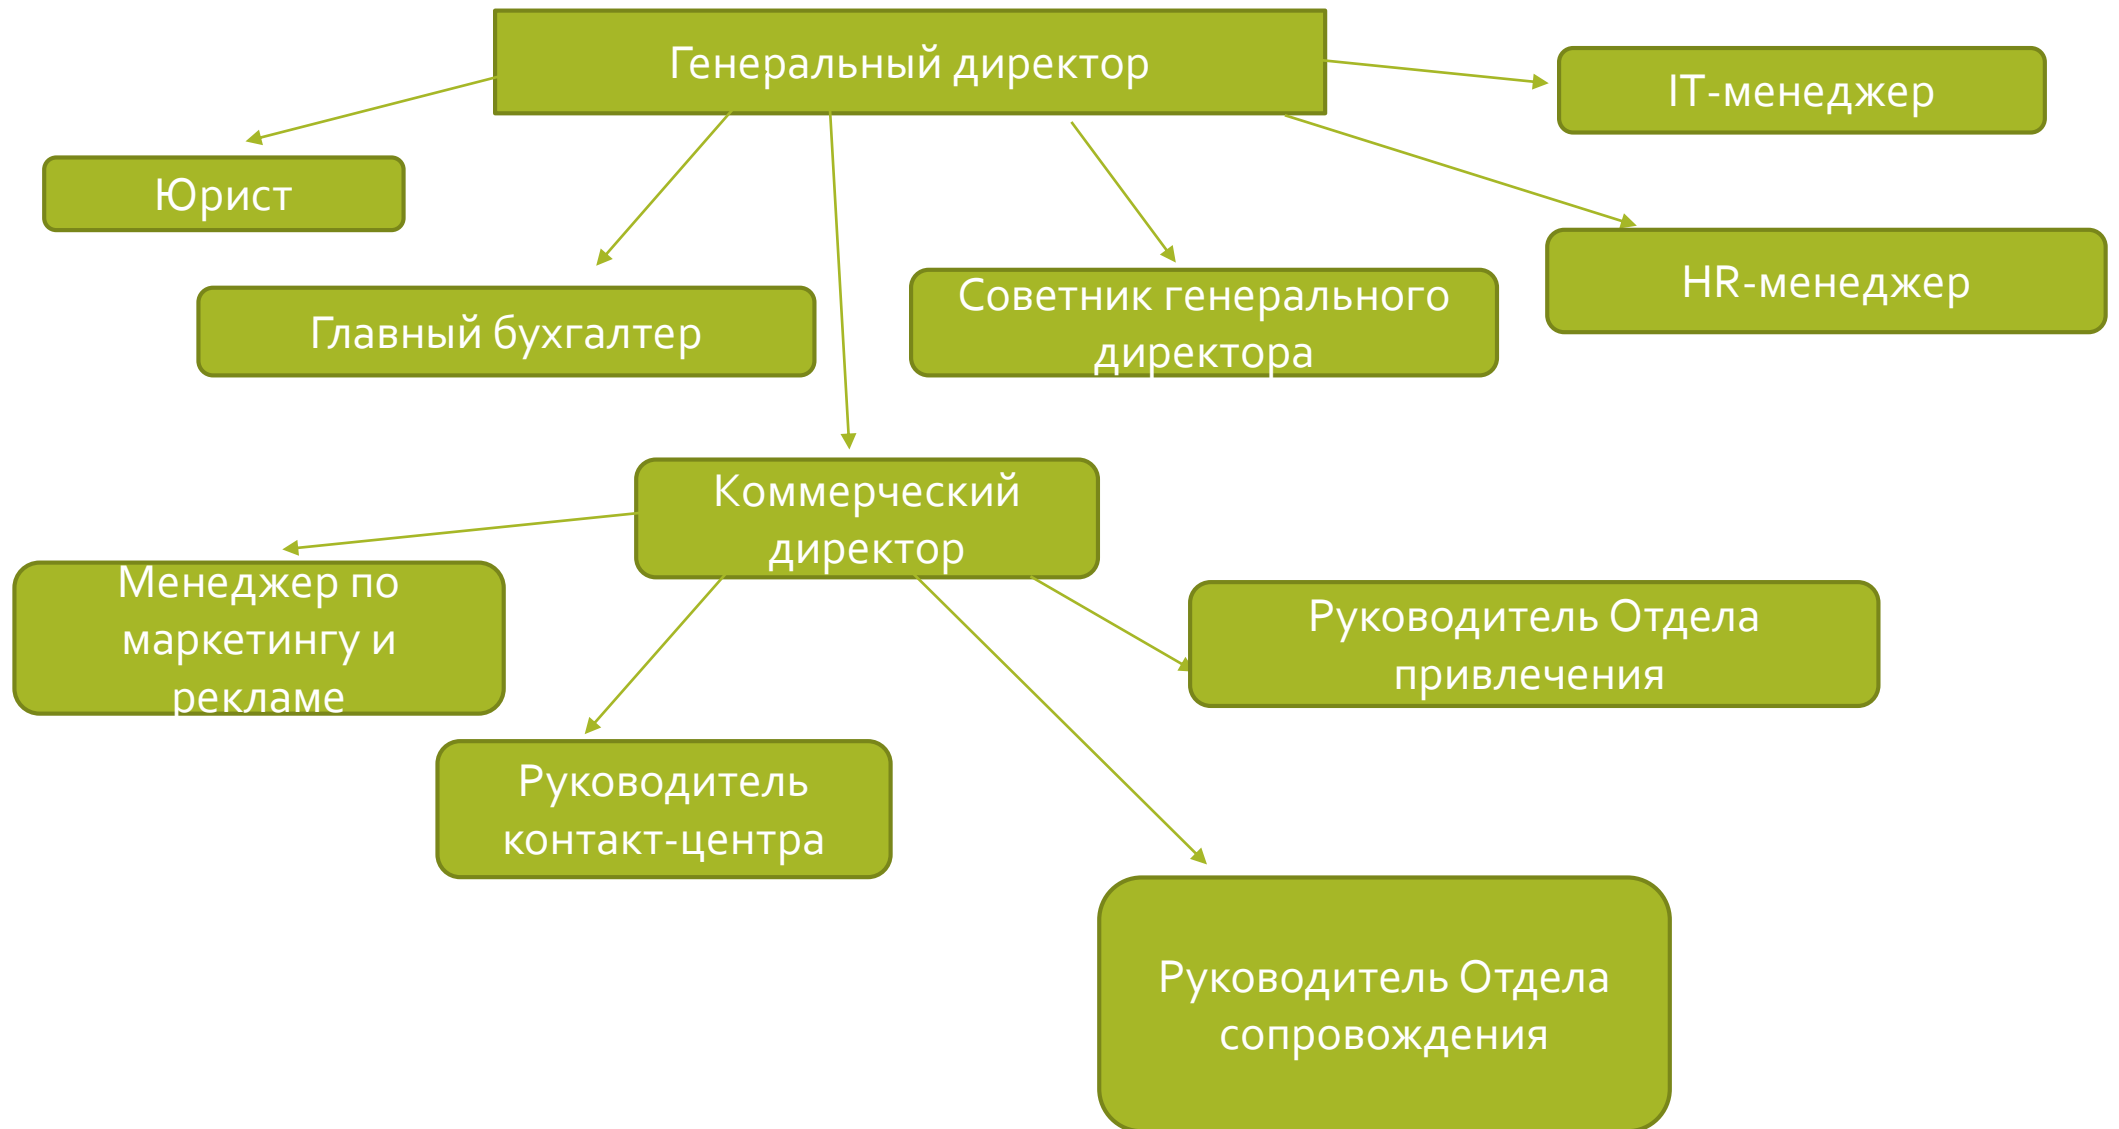 Генеральный директор
IT-менеджер
Юрист
HR-менеджер
Главный бухгалтер
Советник генерального
директора
Коммерческий
директор
Менеджер по
маркетингу и
рекламе
Руководитель Отдела
привлечения
Руководитель
контакт-центра
Руководитель Отдела
сопровождения